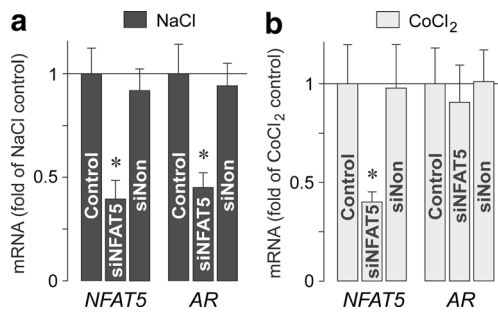 a
NaCl
mRNA (fold of NaCl control)
1
0.5
0
Control
siNFAT5
*
siNon
Control
siNFAT5
*
siNon
NFAT5
AR
b
CoCl₂
mRNA (fold of CoCl₂ control)
1
0.5
0
Control
siNFAT5
*
siNon
Control
siNFAT5
siNon
NFAT5
AR